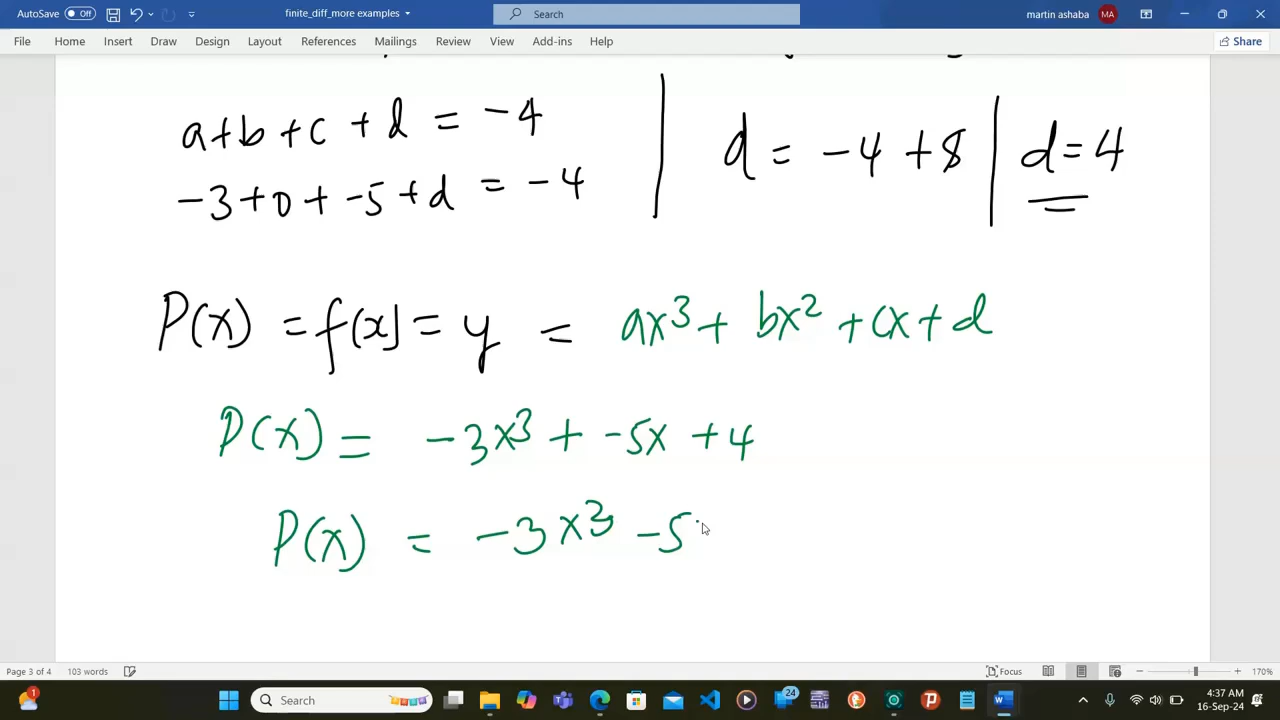 AutoSave Off finite_diff_more examples Search martin ashaba MA
File Home Insert Draw Design Layout References Mailings Review View Add-ins Help Share
a+b+c+d = -4
-3+0+-5+d = -4
d = -4+8
d=4
P(x) = f(x) = y = ax³+ bx² +cx+d
P(x) = -3x³ + -5x +4
P(x) = -3x³ -5
Page 3 of 4 103 words Focus 170%
1 Search 24 4:37 AM
16-Sep-24